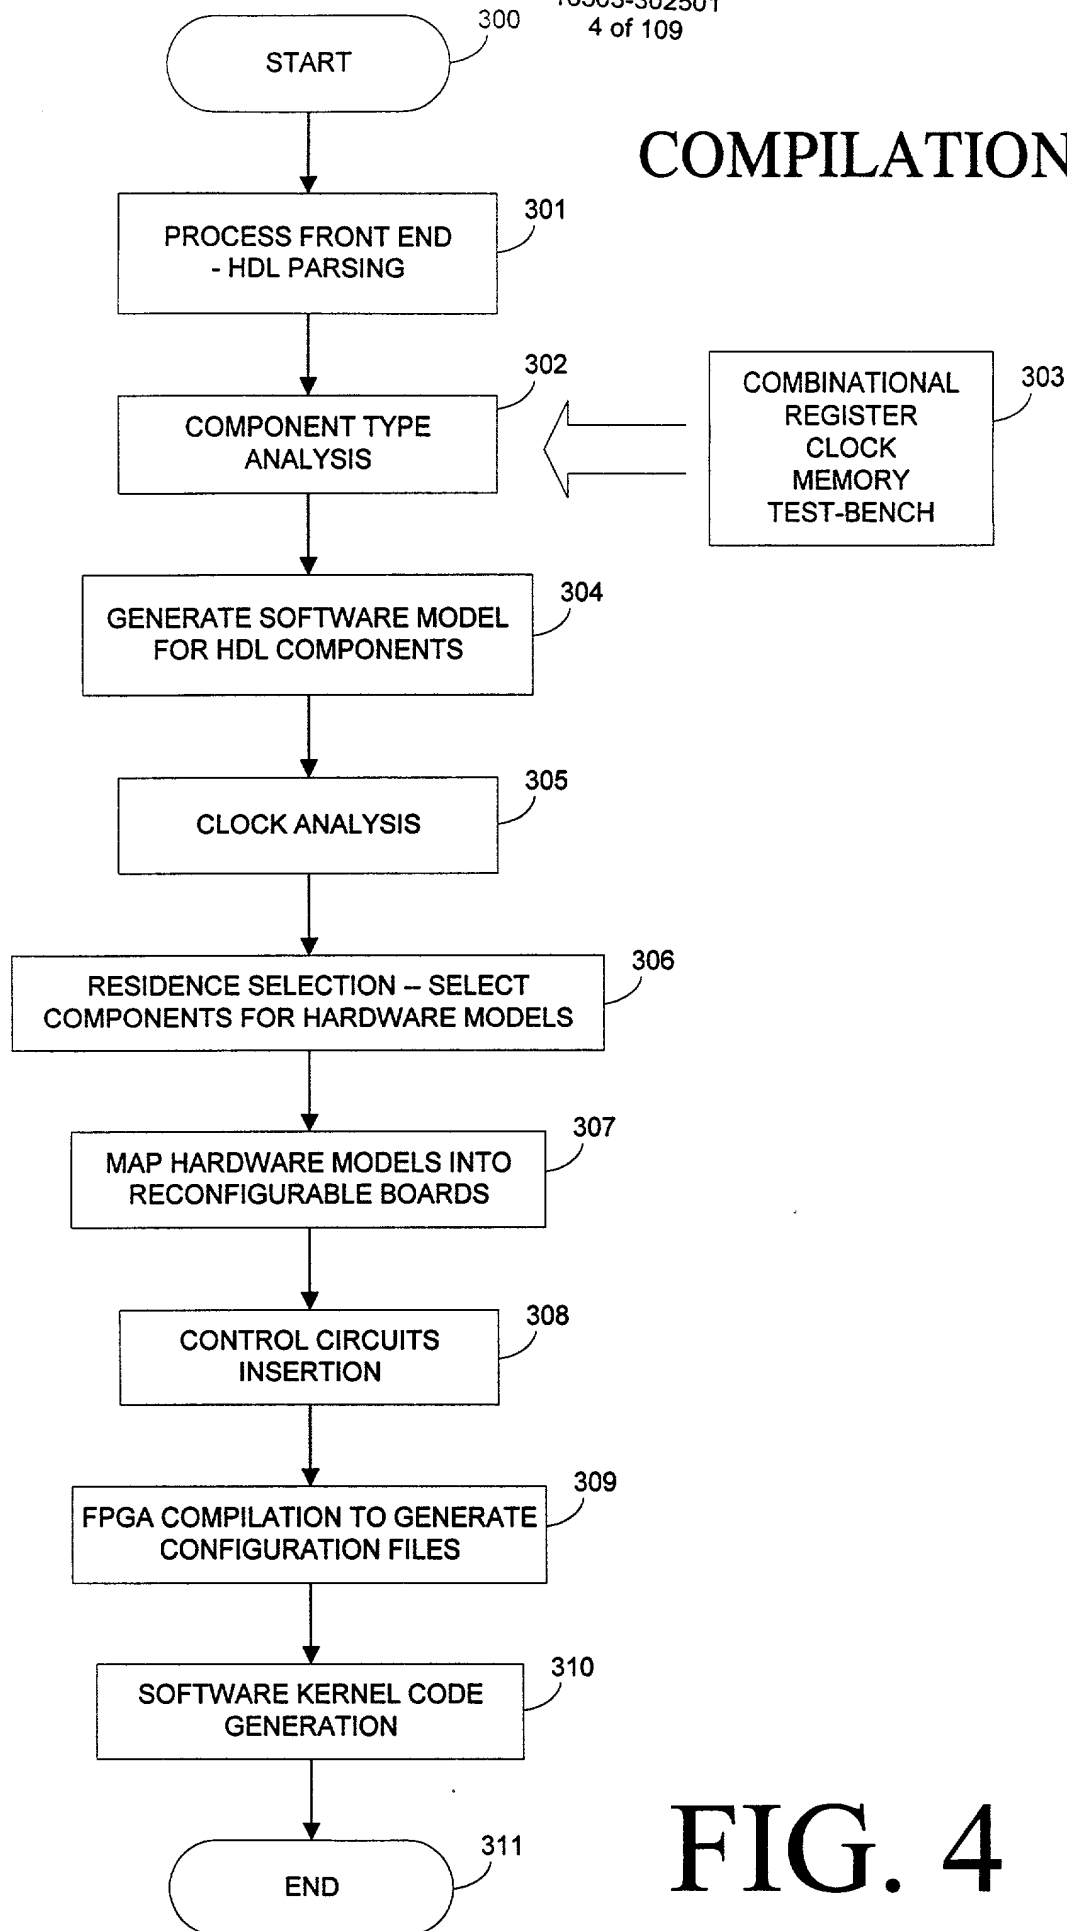 4 of 109
300
START
COMPILATION
301
PROCESS FRONT END
- HDL PARSING
302
COMPONENT TYPE
ANALYSIS
303
COMBINATIONAL
REGISTER
CLOCK
MEMORY
TEST-BENCH
304
GENERATE SOFTWARE MODEL
FOR HDL COMPONENTS
305
CLOCK ANALYSIS
306
RESIDENCE SELECTION – SELECT
COMPONENTS FOR HARDWARE MODELS
307
MAP HARDWARE MODELS INTO
RECONFIGURABLE BOARDS
308
CONTROL CIRCUITS
INSERTION
309
FPGA COMPILATION TO GENERATE
CONFIGURATION FILES
310
SOFTWARE KERNEL CODE
GENERATION
311
END
FIG. 4